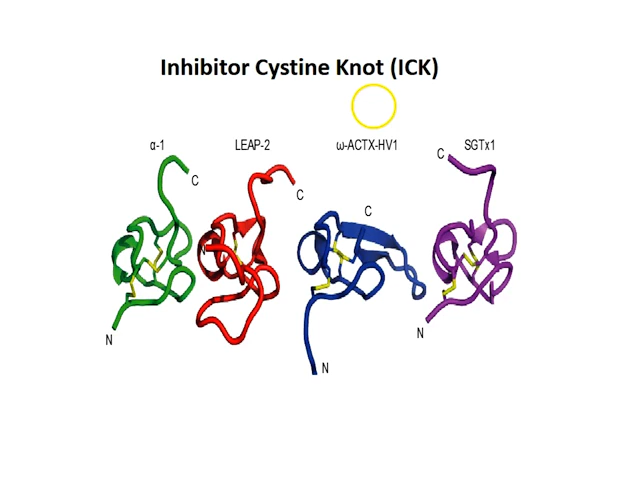 Inhibitor Cystine Knot (ICK)
α-1 LEAP-2 ω-ACTX-HV1 SGTx1
C C C C
N N N